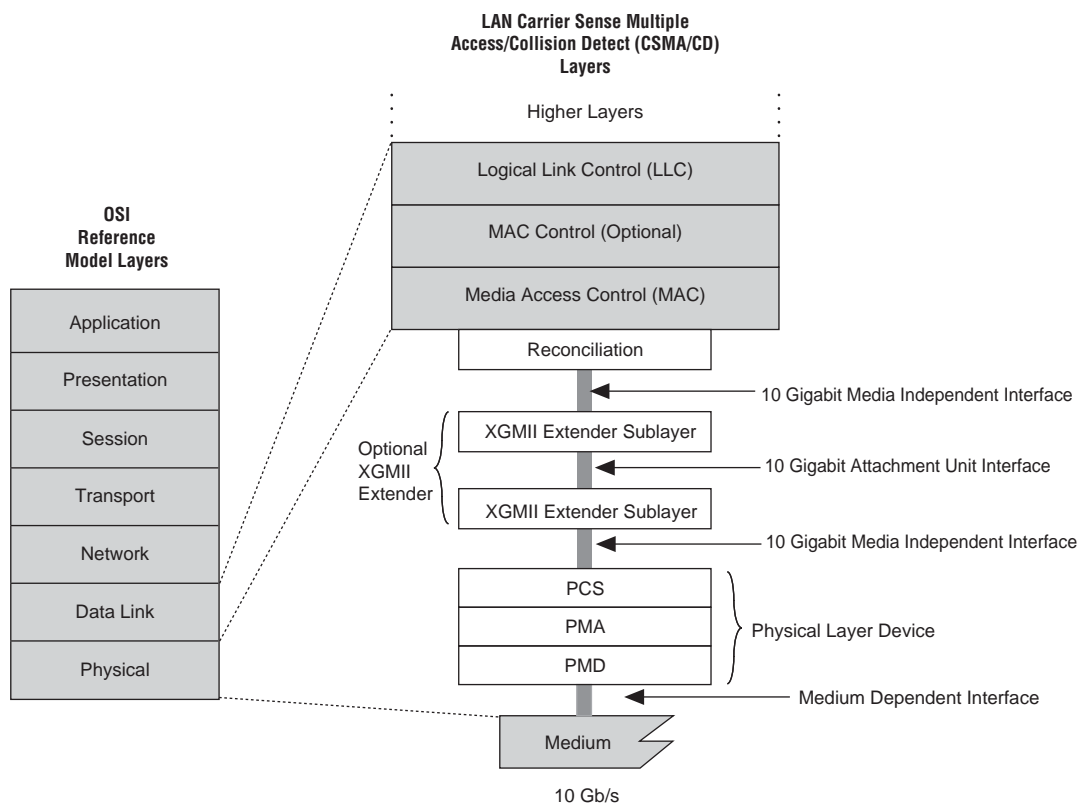 LAN Carrier Sense Multiple
Access/Collision Detect (CSMA/CD)
Layers
Higher Layers
Logical Link Control (LLC)
MAC Control (Optional)
Media Access Control (MAC)
Reconciliation
10 Gigabit Media Independent Interface
Optional
XGMII
Extender
XGMII Extender Sublayer
10 Gigabit Attachment Unit Interface
XGMII Extender Sublayer
10 Gigabit Media Independent Interface
PCS
PMA
PMD
Physical Layer Device
Medium Dependent Interface
Medium
10 Gb/s
OSI
Reference
Model Layers
Application
Presentation
Session
Transport
Network
Data Link
Physical